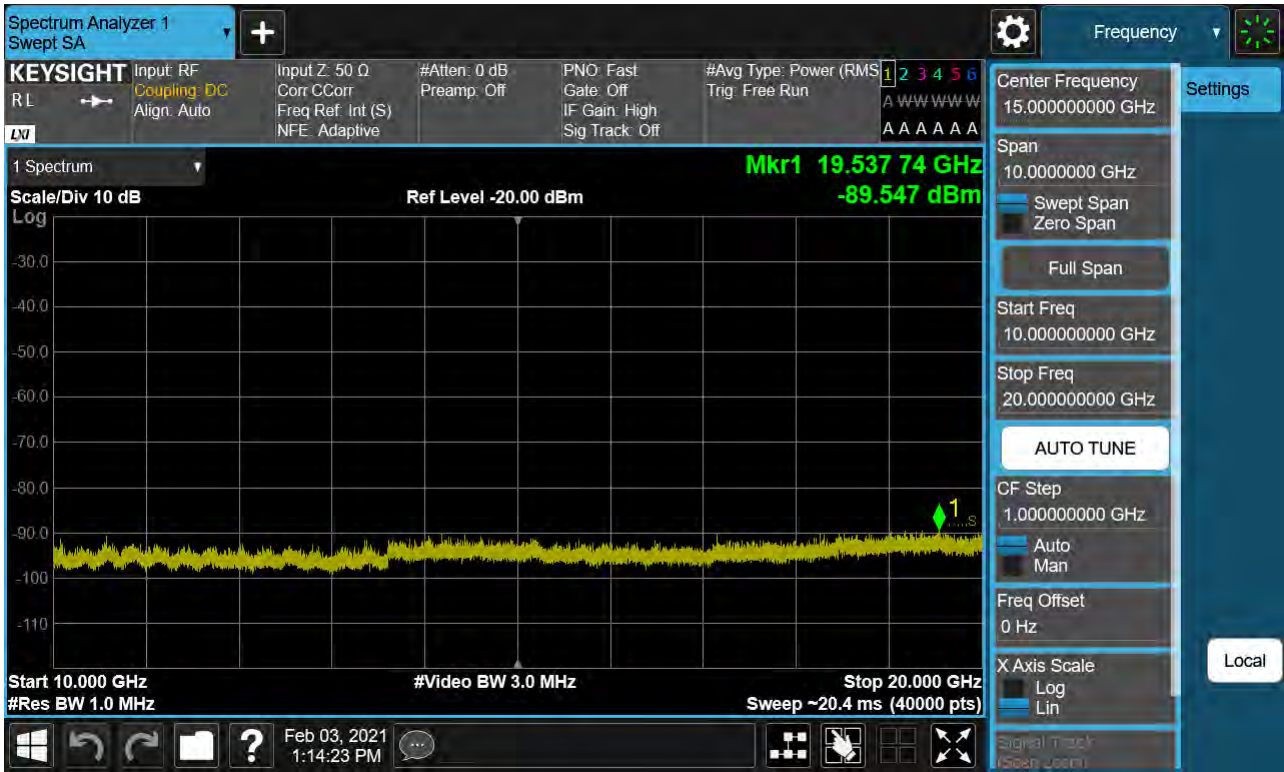 Spectrum Analyzer 1
Swept SA
Frequency
KEYSIGHT
RL
LXI
Input: RF
Coupling: DC
Align: Auto
Input Z: 50 Ω
Corr CCorr
Freq Ref: Int (S)
NFE: Adaptive
#Atten: 0 dB
Preamp: Off
PNO: Fast
Gate: Off
IF Gain: High
Sig Track: Off
#Avg Type: Power (RMS
Trig: Free Run
1 2 3 4 5 6
A W W W W W
A A A A A A
1 Spectrum
Mkr1 19.537 74 GHz
Scale/Div 10 dB
Ref Level -20.00 dBm
-89.547 dBm
Log
-30.0
-40.0
-50.0
-60.0
-70.0
-80.0
-90.0
-100
-110
1
S
Start 10.000 GHz
#Video BW 3.0 MHz
Stop 20.000 GHz
#Res BW 1.0 MHz
Sweep ~20.4 ms (40000 pts)
Center Frequency
15.000000000 GHz
Settings
Span
10.0000000 GHz
Swept Span
Zero Span
Full Span
Start Freq
10.000000000 GHz
Stop Freq
20.000000000 GHz
AUTO TUNE
CF Step
1.000000000 GHz
Auto
Man
Freq Offset
0 Hz
X Axis Scale
Log
Lin
Local
Signal Track
(Span Zoom)
?
Feb 03, 2021
1:14:23 PM